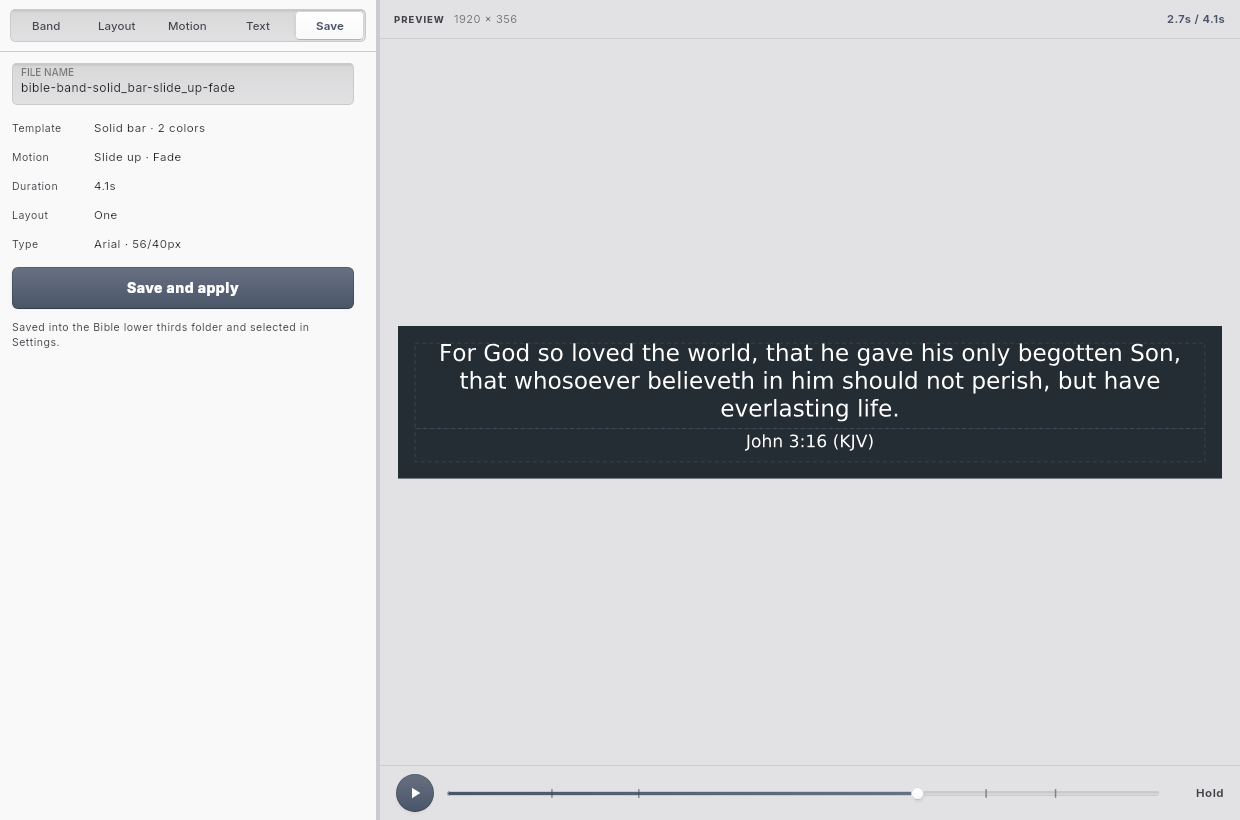 Band
Layout
Motion
Text
Save
FILE NAME
bible-band-solid_bar-slide_up-fade
Template Solid bar · 2 colors
Motion Slide up · Fade
Duration 4.1s
Layout One
Type Arial · 56/40px
Save and apply
Saved into the Bible lower thirds folder and selected in
Settings.
PREVIEW 1920 × 356
2.7s / 4.1s
For God so loved the world, that he gave his only begotten Son,
that whosoever believeth in him should not perish, but have
everlasting life.
John 3:16 (KJV)
Hold